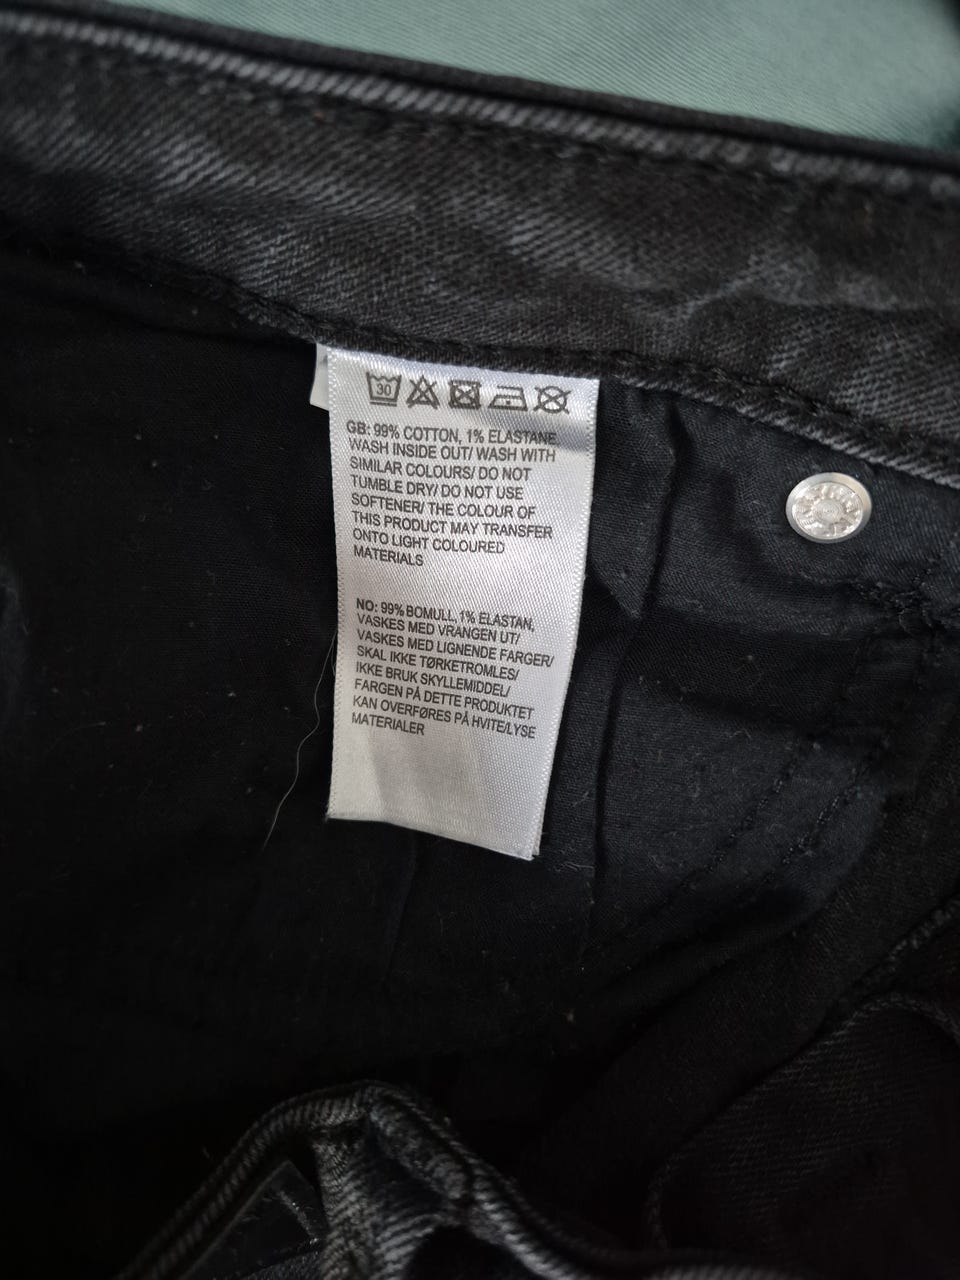 30
GB: 99% COTTON, 1% ELASTANE
WASH INSIDE OUT/ WASH WITH
SIMILAR COLOURS/ DO NOT
TUMBLE DRY/ DO NOT USE
SOFTENER/ THE COLOUR OF
THIS PRODUCT MAY TRANSFER
ONTO LIGHT COLOURED
MATERIALS
NO: 99% BOMULL, 1% ELASTAN,
VASKES MED VRANGEN UT/
VASKES MED LIGNENDE FARGER/
SKAL IKKE TØRKETROMLES/
IKKE BRUK SKYLLEMIDDEL/
FARGEN PÅ DETTE PRODUKTET
KAN OVERFØRES PÅ HVITE/LYSE
MATERIALER